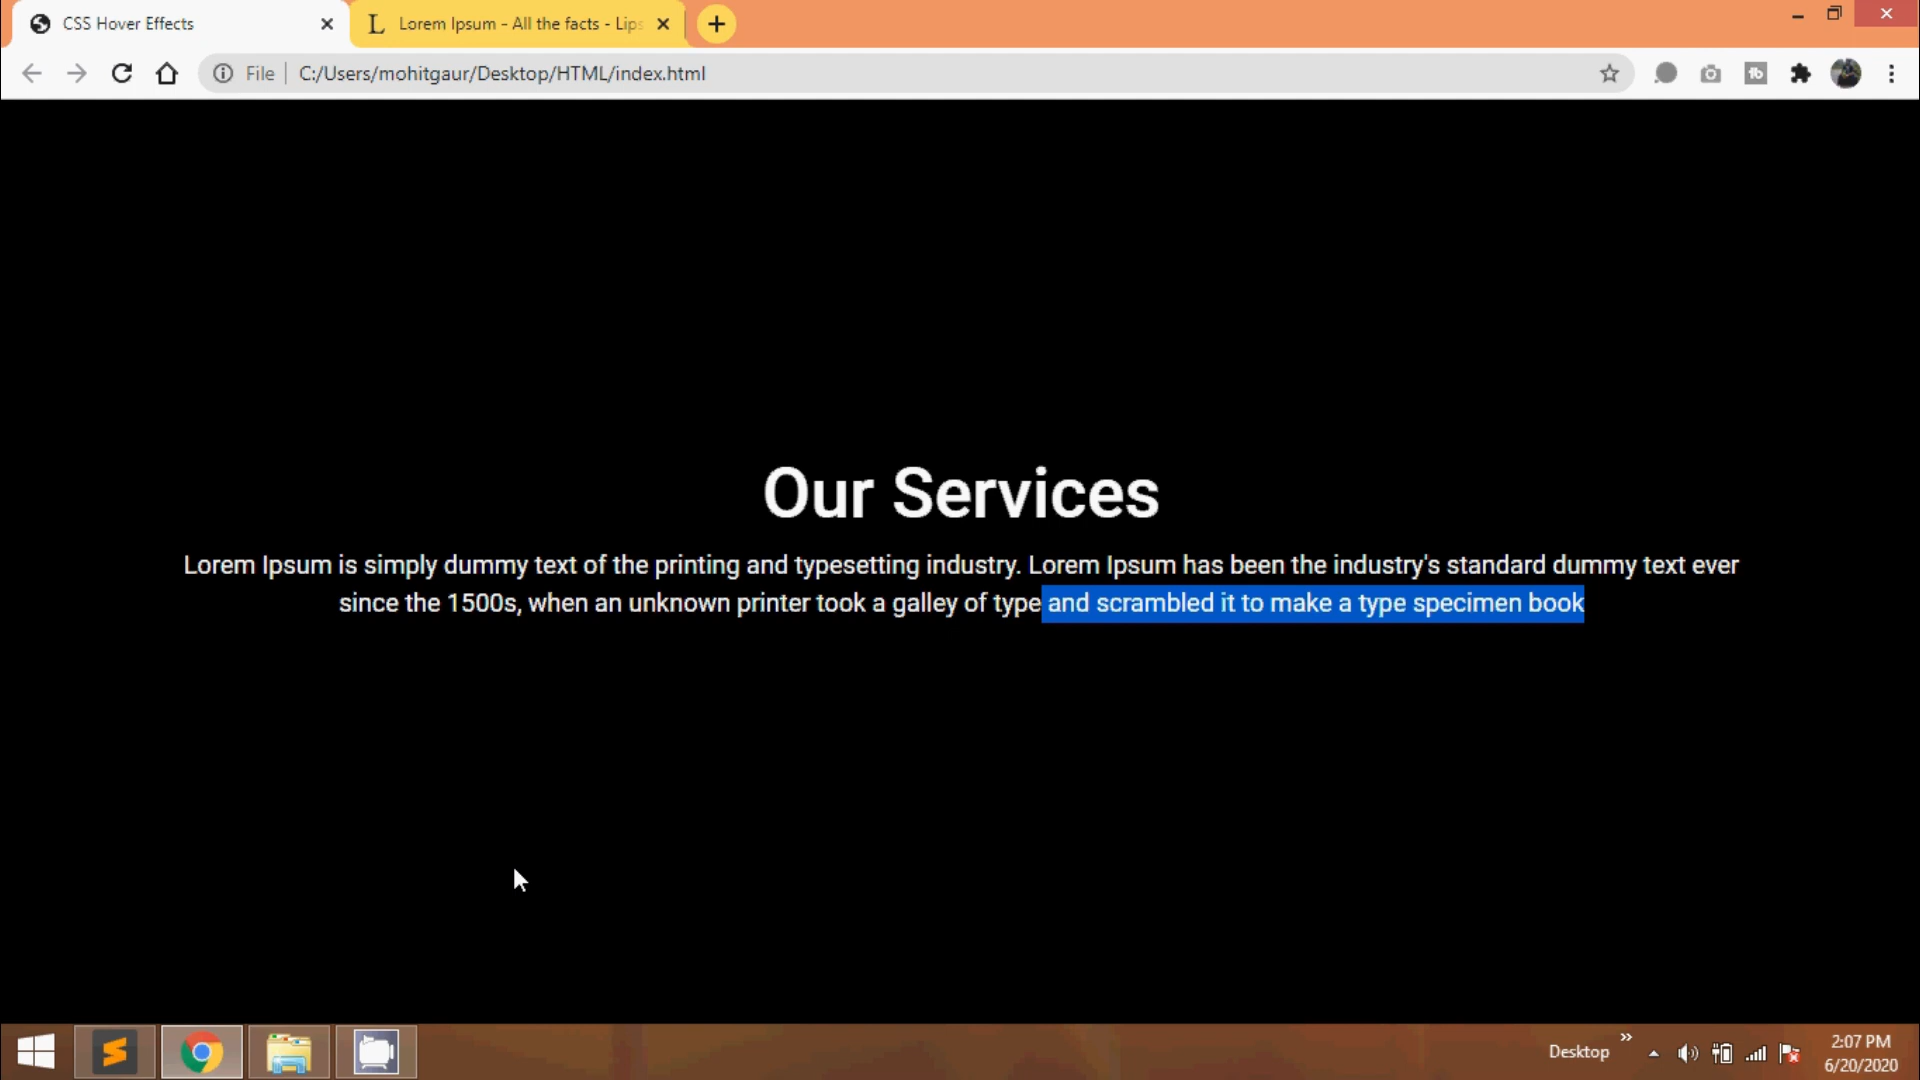 CSS Hover Effects
L Lorem Ipsum - All the facts - Lips
File C:/Users/mohitgaur/Desktop/HTML/index.html
Our Services
Lorem Ipsum is simply dummy text of the printing and typesetting industry. Lorem Ipsum has been the industry's standard dummy text ever
since the 1500s, when an unknown printer took a galley of type and scrambled it to make a type specimen book
Desktop
2:07 PM
6/20/2020